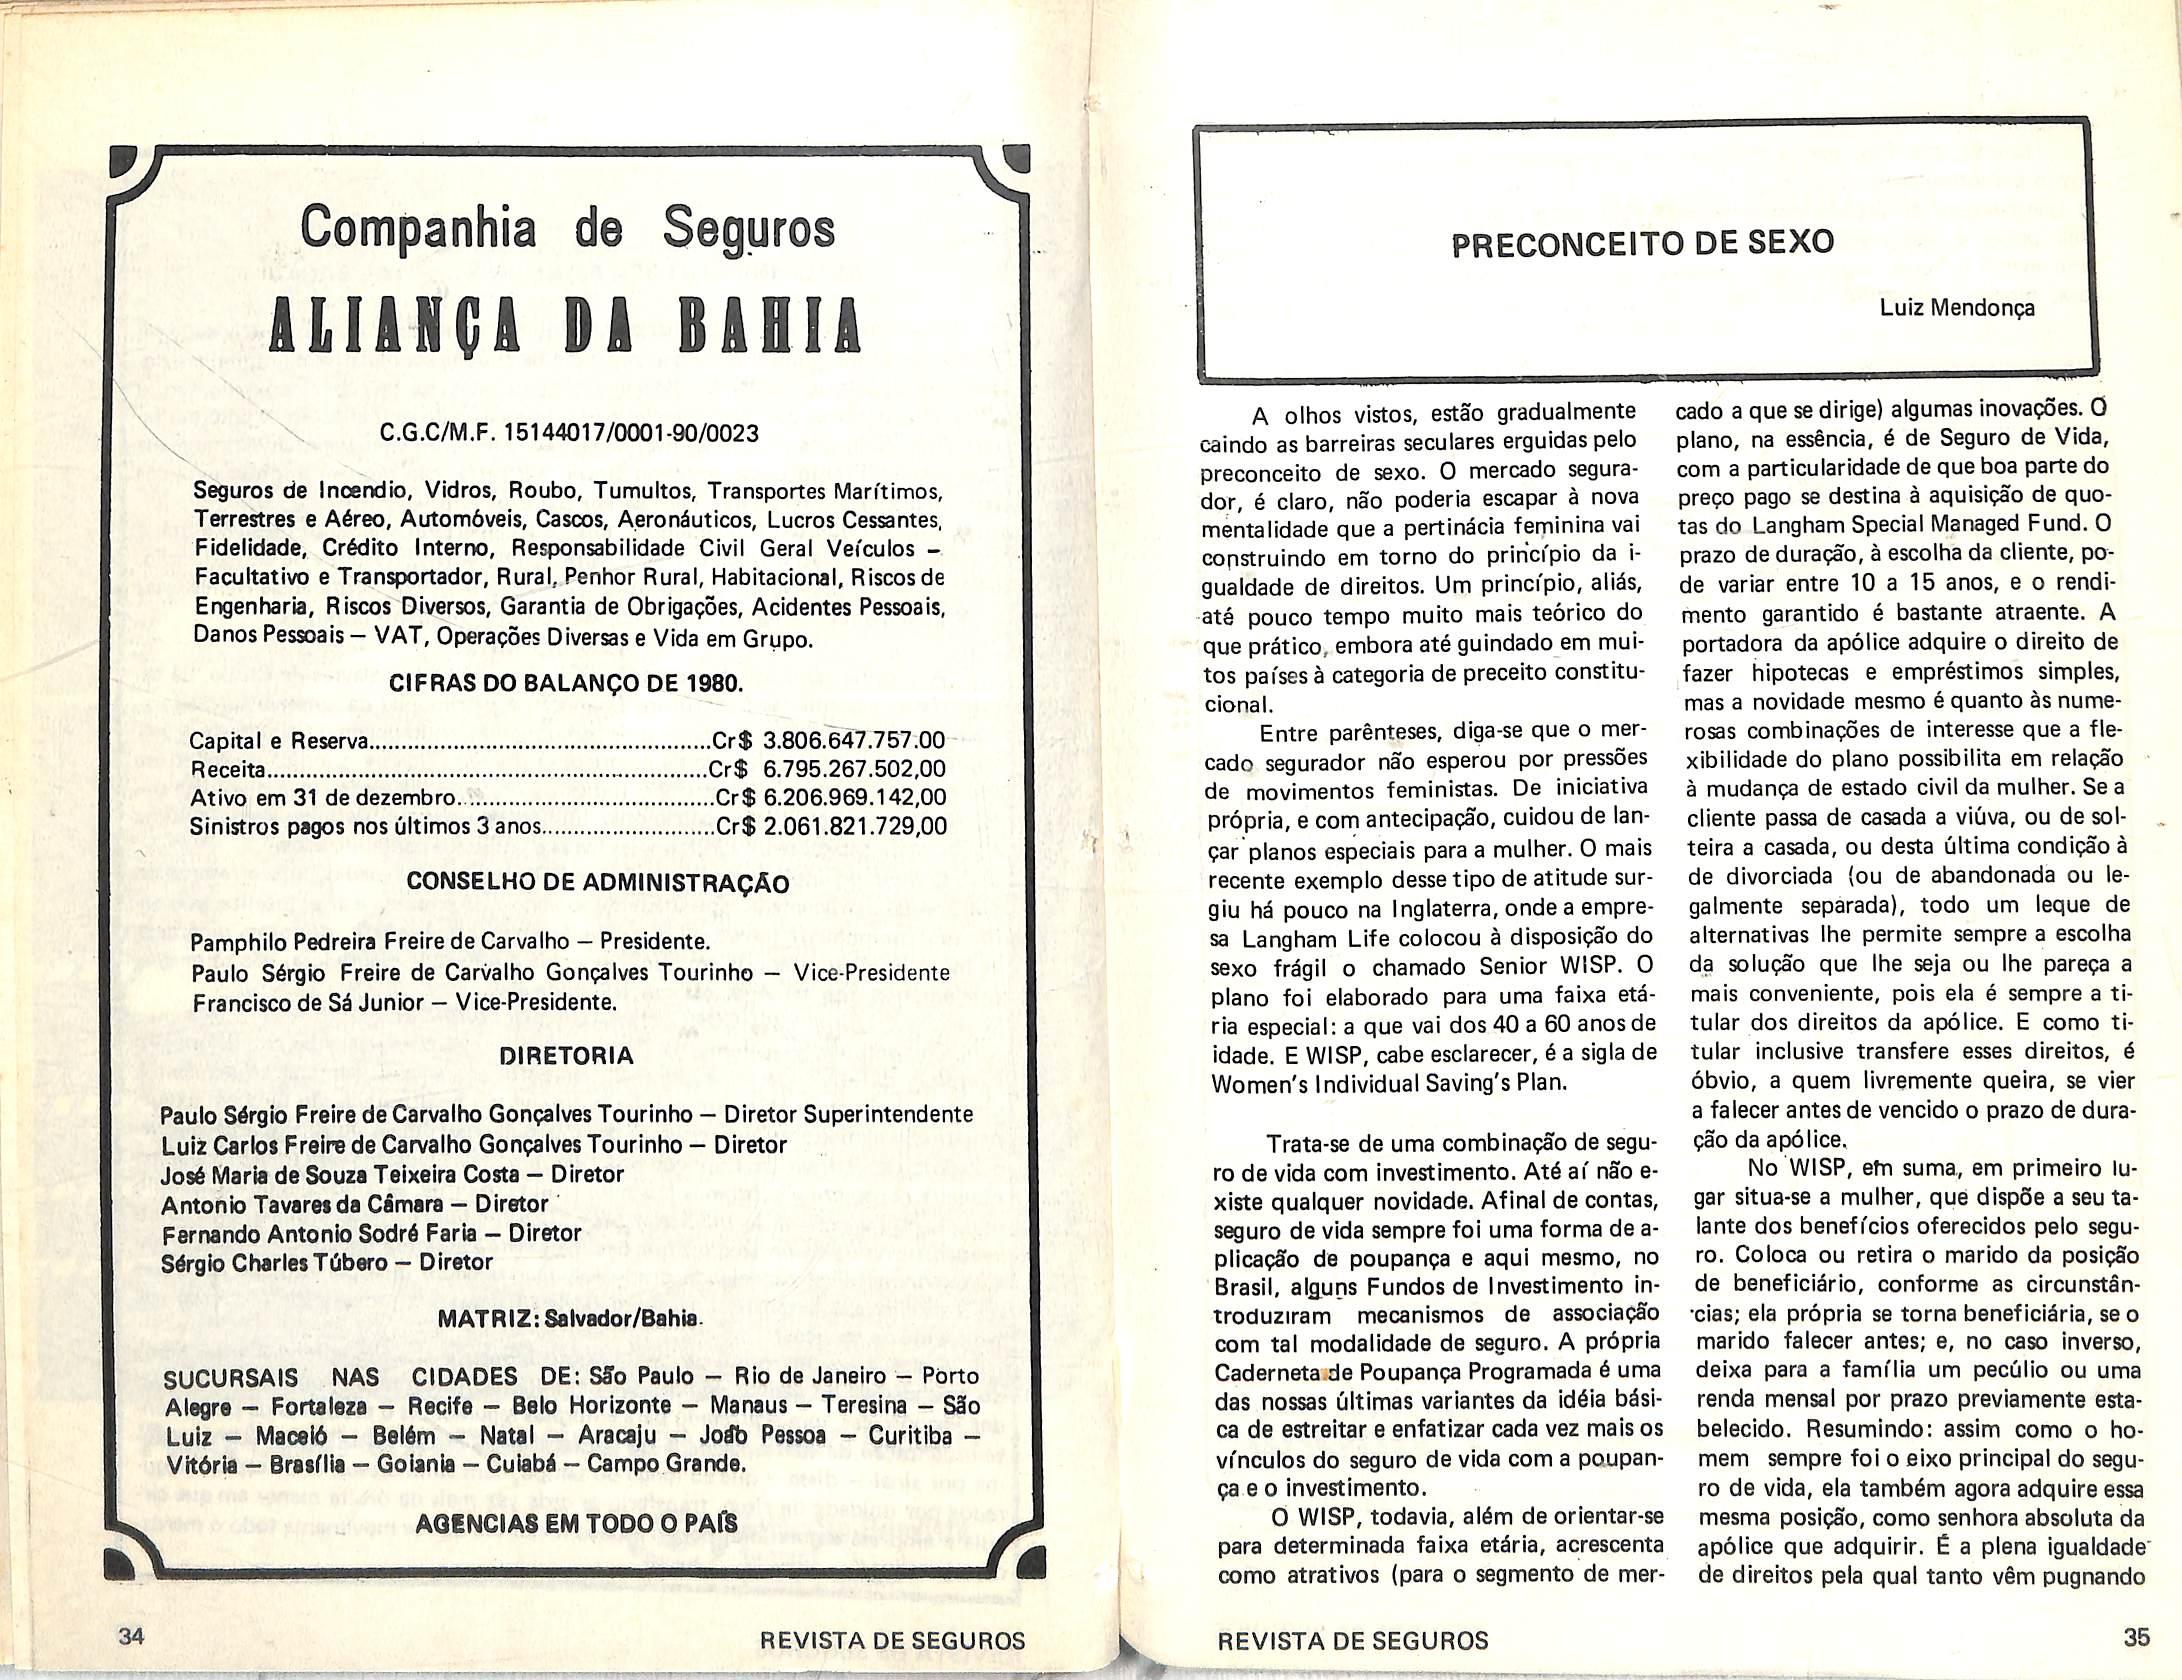 Companhia de Seguros
ALIANÇA DA BAHIA
C.G.C/M.F. 15144017/0001-90/0023
Seguros de Incendio, Vidros, Roubo, Tumultos, Transportes Marítimos,
Terrestres e Aéreo, Automóveis, Cascos, Aeronáuticos, Lucros Cessantes,
Fidelidade, Crédito Interno, Responsabilidade Civil Geral Veículos –
Facultativo e Transportador, Rural, Penhor Rural, Habitacional, Riscos de
Engenharia, Riscos Diversos, Garantia de Obrigações, Acidentes Pessoais,
Danos Pessoais – VAT, Operações Diversas e Vida em Grupo.
CIFRAS DO BALANÇO DE 1980.
Capital e Reserva......................................................Cr$ 3.806.647.757.00
Receita.....................................................................Cr$ 6.795.267.502,00
Ativo em 31 de dezembro........................................Cr$ 6.206.969.142,00
Sinistros pagos nos últimos 3 anos...........................Cr$ 2.061.821.729,00
CONSELHO DE ADMINISTRAÇÃO
Pamphilo Pedreira Freire de Carvalho – Presidente.
Paulo Sérgio Freire de Carvalho Gonçalves Tourinho – Vice-Presidente
Francisco de Sá Junior – Vice-Presidente.
DIRETORIA
Paulo Sérgio Freire de Carvalho Gonçalves Tourinho – Diretor Superintendente
Luiz Carlos Freire de Carvalho Gonçalves Tourinho – Diretor
José Maria de Souza Teixeira Costa – Diretor
Antonio Tavares da Câmara – Diretor
Fernando Antonio Sodré Faria – Diretor
Sérgio Charles Túbero – Diretor
MATRIZ: Salvador/Bahia.
SUCURSAIS NAS CIDADES DE: São Paulo – Rio de Janeiro – Porto
Alegre – Fortaleza – Recife – Belo Horizonte – Manaus – Teresina – São
Luiz – Maceió – Belém – Natal – Aracaju – João Pessoa – Curitiba –
Vitória – Brasília – Goiania – Cuiabá – Campo Grande.
AGENCIAS EM TODO O PAÍS
34
REVISTA DE SEGUROS
PRECONCEITO DE SEXO
Luiz Mendonça
A olhos vistos, estão gradualmente
caindo as barreiras seculares erguidas pelo
preconceito de sexo. O mercado segura-
dor, é claro, não poderia escapar à nova
mentalidade que a pertinácia feminina vai
construindo em torno do princípio da i-
gualdade de direitos. Um princípio, aliás,
até pouco tempo muito mais teórico do
que prático, embora até guindado em mui-
tos países à categoria de preceito constitu-
cional.
Entre parênteses, diga-se que o mer-
cado segurador não esperou por pressões
de movimentos feministas. De iniciativa
própria, e com antecipação, cuidou de lan-
çar planos especiais para a mulher. O mais
recente exemplo desse tipo de atitude sur-
giu há pouco na Inglaterra, onde a empre-
sa Langham Life colocou à disposição do
sexo frágil o chamado Senior WISP. O
plano foi elaborado para uma faixa etá-
ria especial: a que vai dos 40 a 60 anos de
idade. E WISP, cabe esclarecer, é a sigla de
Women's Individual Saving's Plan.
Trata-se de uma combinação de segu-
ro de vida com investimento. Até aí não e-
xiste qualquer novidade. Afinal de contas,
seguro de vida sempre foi uma forma de a-
plicação de poupança e aqui mesmo, no
Brasil, alguns Fundos de Investimento in-
troduziram mecanismos de associação
com tal modalidade de seguro. A própria
Caderneta de Poupança Programada é uma
das nossas últimas variantes da idéia bási-
ca de estreitar e enfatizar cada vez mais os
vínculos do seguro de vida com a poupan-
ça e o investimento.
O WISP, todavia, além de orientar-se
para determinada faixa etária, acrescenta
como atrativos (para o segmento de mer-
cado a que se dirige) algumas inovações. O
plano, na essência, é de Seguro de Vida,
com a particularidade de que boa parte do
preço pago se destina à aquisição de quo-
tas do Langham Special Managed Fund. O
prazo de duração, à escolha da cliente, po-
de variar entre 10 a 15 anos, e o rendi-
mento garantido é bastante atraente. A
portadora da apólice adquire o direito de
fazer hipotecas e empréstimos simples,
mas a novidade mesmo é quanto às nume-
rosas combinações de interesse que a fle-
xibilidade do plano possibilita em relação
à mudança de estado civil da mulher. Se a
cliente passa de casada a viúva, ou de sol-
teira a casada, ou desta última condição à
de divorciada (ou de abandonada ou le-
galmente separada), todo um leque de
alternativas lhe permite sempre a escolha
da solução que lhe seja ou lhe pareça a
mais conveniente, pois ela é sempre a ti-
tular dos direitos da apólice. E como ti-
tular inclusive transfere esses direitos, é
óbvio, a quem livremente queira, se vier
a falecer antes de vencido o prazo de dura-
ção da apólice.
No WISP, em suma, em primeiro lu-
gar situa-se a mulher, que dispõe a seu ta-
lante dos benefícios oferecidos pelo segu-
ro. Coloca ou retira o marido da posição
de beneficiário, conforme as circunstân-
cias; ela própria se torna beneficiária, se o
marido falecer antes; e, no caso inverso,
deixa para a família um pecúlio ou uma
renda mensal por prazo previamente esta-
belecido. Resumindo: assim como o ho-
mem sempre foi o eixo principal do segu-
ro de vida, ela também agora adquire essa
mesma posição, como senhora absoluta da
apólice que adquirir. É a plena igualdade
de direitos pela qual tanto vêm pugnando
REVISTA DE SEGUROS
35